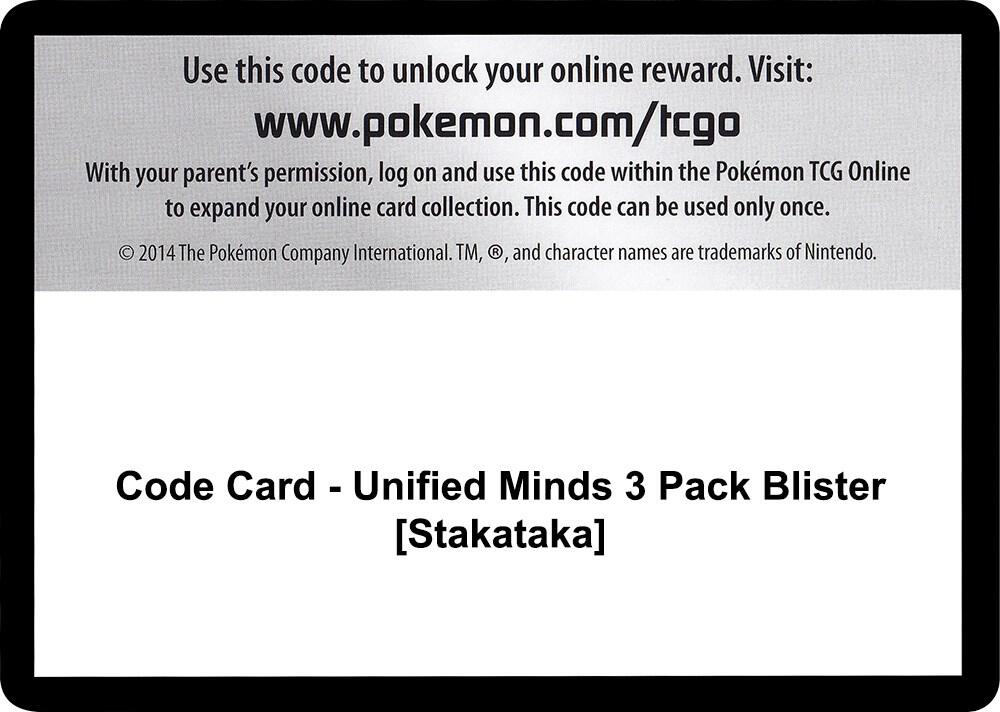 Use this code to unlock your online reward. Visit:
www.pokemon.com/tcgo
With your parent's permission, log on and use this code within the Pokémon TCG Online
to expand your online card collection. This code can be used only once.
© 2014 The Pokémon Company International. TM, ®, and character names are trademarks of Nintendo.
Code Card - Unified Minds 3 Pack Blister
[Stakataka]